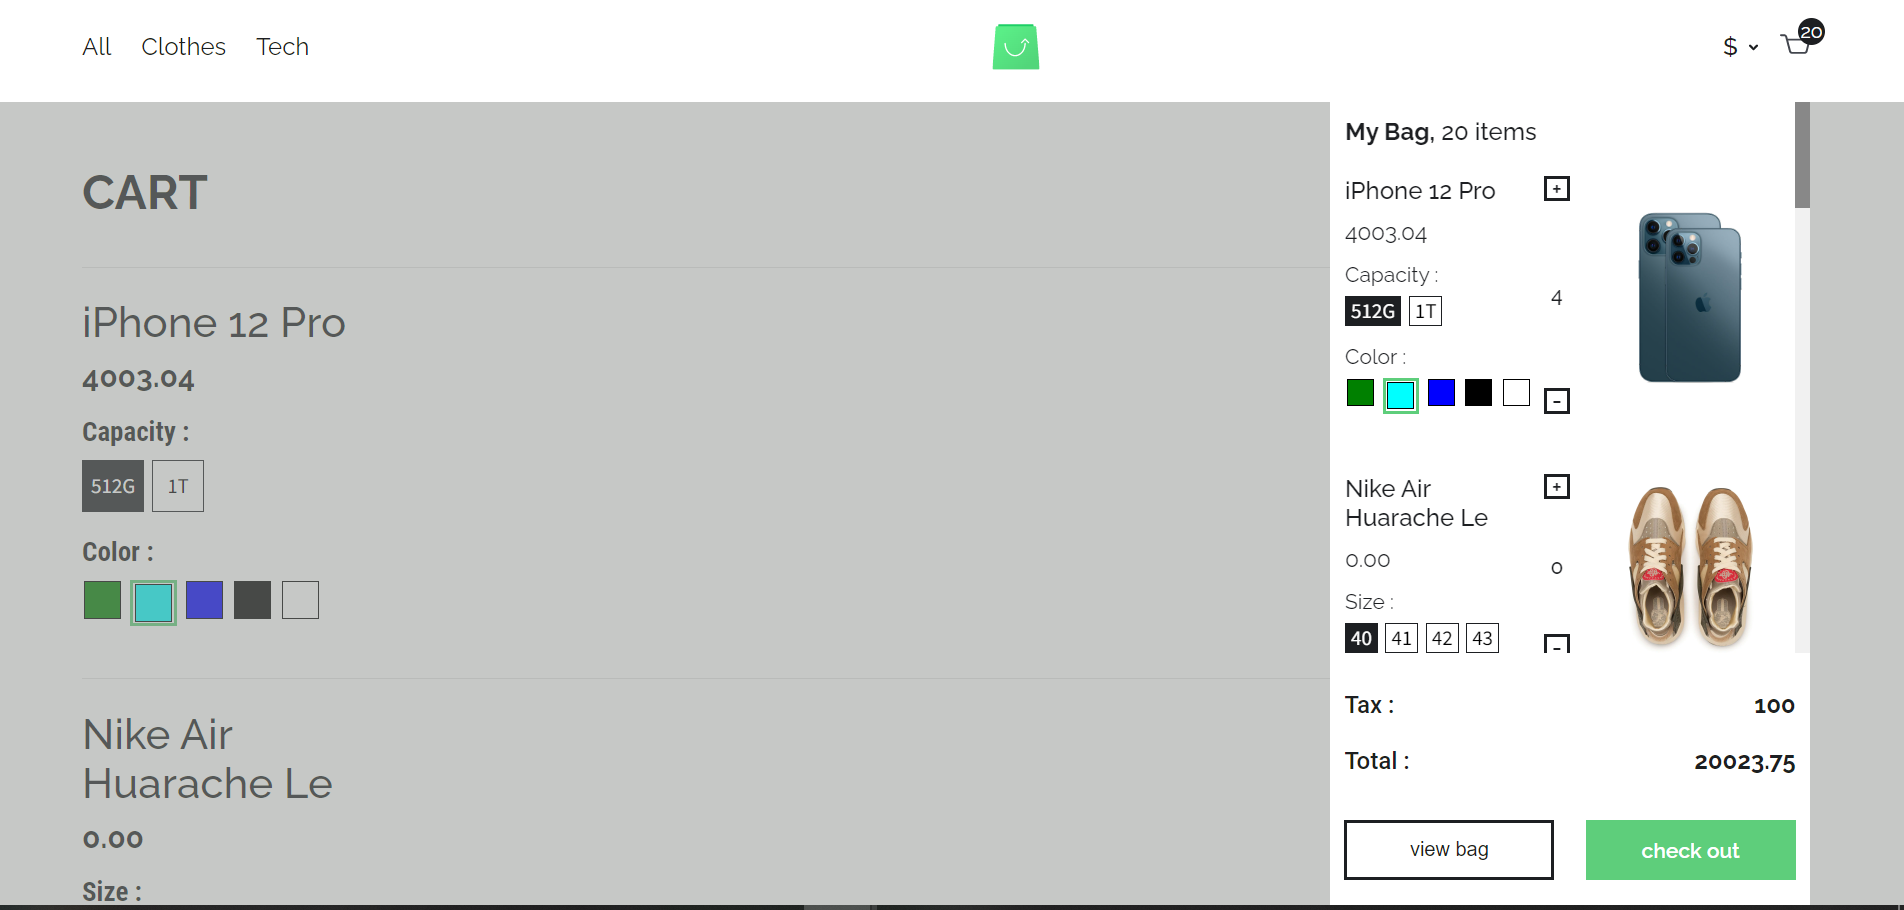 All Clothes Tech
$ 20
CART
iPhone 12 Pro
4003.04
Capacity :
512G 1T
Color :
Nike Air
Huarache Le
0.00
Size :
My Bag, 20 items
iPhone 12 Pro +
4003.04
Capacity :
4
512G 1T
Color :
-
Nike Air +
Huarache Le
0.00
0
Size :
40 41 42 43 -
Tax : 100
Total : 20023.75
view bag check out